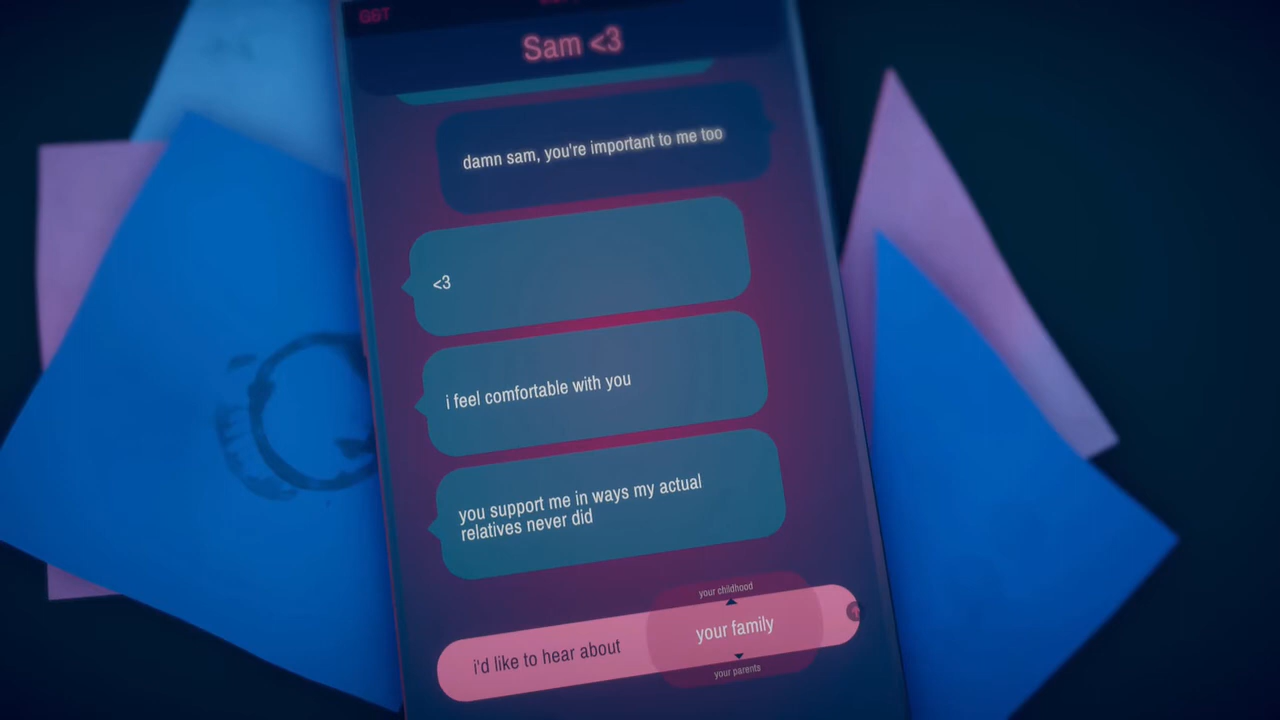 G&T
Sam <3
damn sam, you're important to me too
<3
i feel comfortable with you
you support me in ways my actual
relatives never did
your childhood
i'd like to hear about your family
your parents